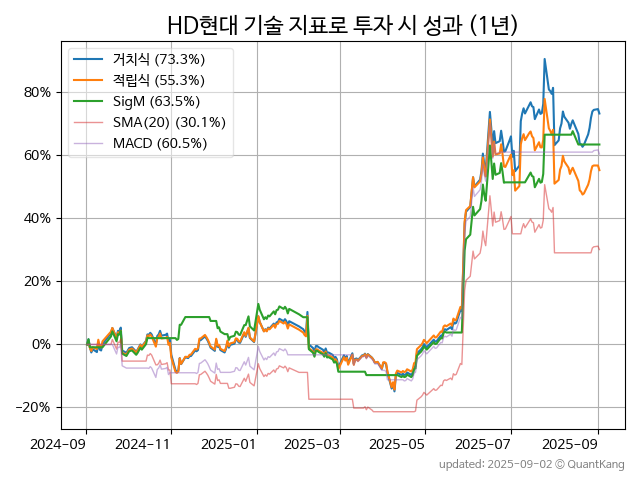 HD현대 기술 지표로 투자 시 성과 (1년)
거치식 (73.3%)
적립식 (55.3%)
SigM (63.5%)
SMA(20) (30.1%)
MACD (60.5%)
80%
60%
40%
20%
0%
−20%
2024-09
2024-11
2025-01
2025-03
2025-05
2025-07
2025-09
updated: 2025-09-02 © QuantKang